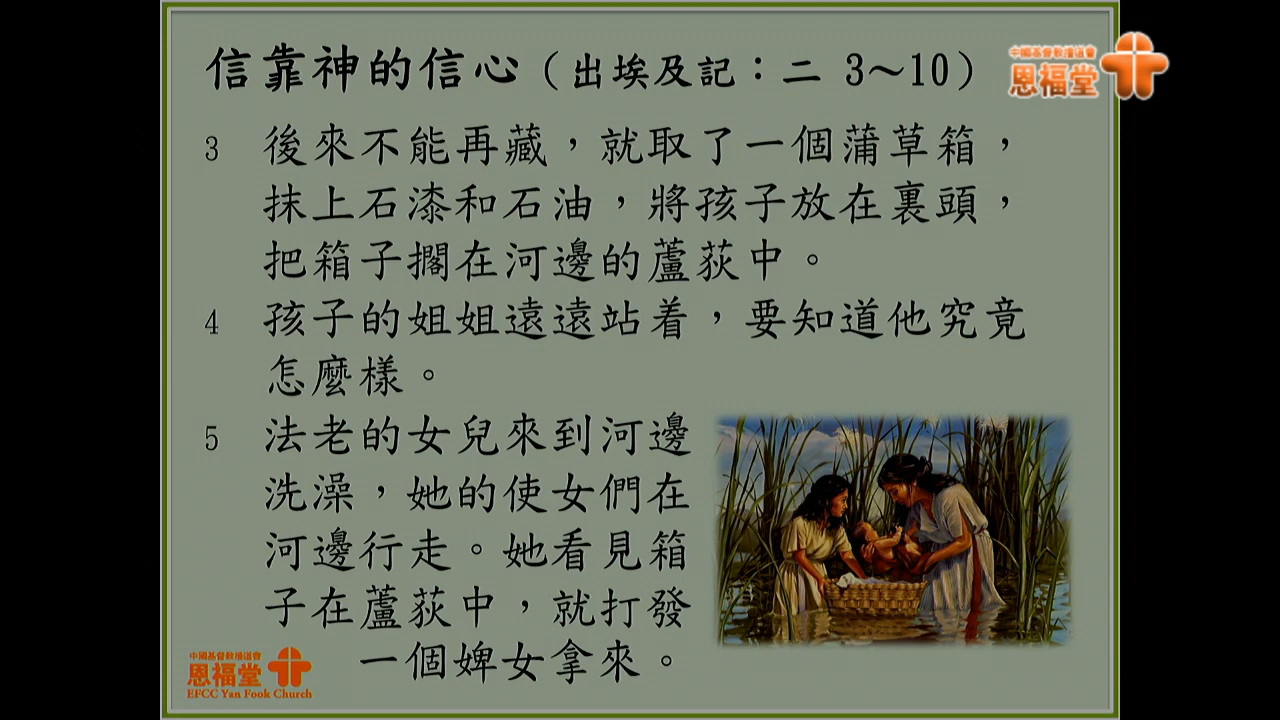 信靠神的信心（出埃及記：二 3～10）
中國基督教播道會
恩福堂
3 後來不能再藏，就取了一個蒲草箱，
抹上石漆和石油，將孩子放在裏頭，
把箱子擱在河邊的蘆荻中。
4 孩子的姐姐遠遠站着，要知道他究竟
怎麼樣。
5 法老的女兒來到河邊
洗澡，她的使女們在
河邊行走。她看見箱
子在蘆荻中，就打發
一個婢女拿來。
中國基督教播道會
恩福堂
EFCC Yan Fook Church